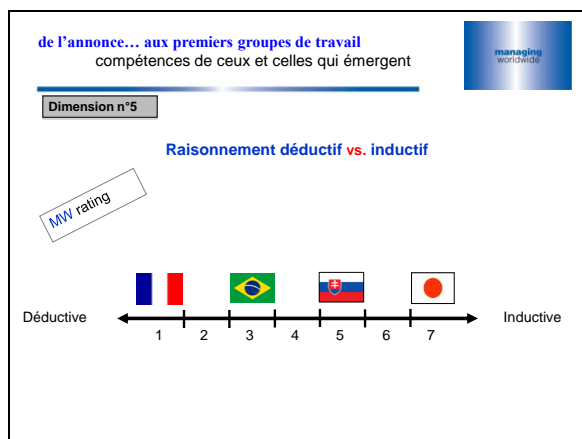 de l'annonce… aux premiers groupes de travail
compétences de ceux et celles qui émergent
managing
worldwide
Dimension n°5
Raisonnement déductif vs. inductif
MW rating
Déductive
Inductive
1 2 3 4 5 6 7